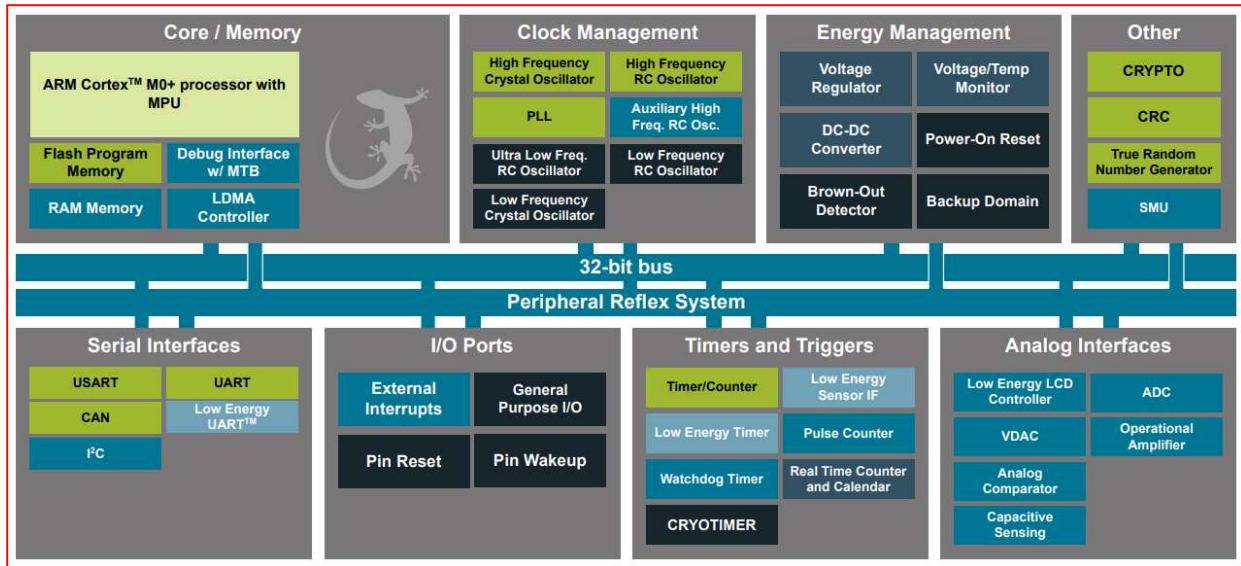 Core / Memory
ARM Cortex™ M0+ processor with
MPU
Flash Program
Memory
Debug Interface
w/ MTB
RAM Memory
LDMA
Controller
Clock Management
High Frequency
Crystal Oscillator
High Frequency
RC Oscillator
PLL
Auxiliary High
Freq. RC Osc.
Ultra Low Freq.
RC Oscillator
Low Frequency
RC Oscillator
Low Frequency
Crystal Oscillator
Energy Management
Voltage
Regulator
Voltage/Temp
Monitor
DC-DC
Converter
Power-On Reset
Brown-Out
Detector
Backup Domain
Other
CRYPTO
CRC
True Random
Number Generator
SMU
32-bit bus
Peripheral Reflex System
Serial Interfaces
USART
UART
CAN
Low Energy
UART™
I²C
I/O Ports
External
Interrupts
General
Purpose I/O
Pin Reset
Pin Wakeup
Timers and Triggers
Timer/Counter
Low Energy
Sensor IF
Low Energy Timer
Pulse Counter
Watchdog Timer
Real Time Counter
and Calendar
CRYOTIMER
Analog Interfaces
Low Energy LCD
Controller
ADC
VDAC
Operational
Amplifier
Analog
Comparator
Capacitive
Sensing